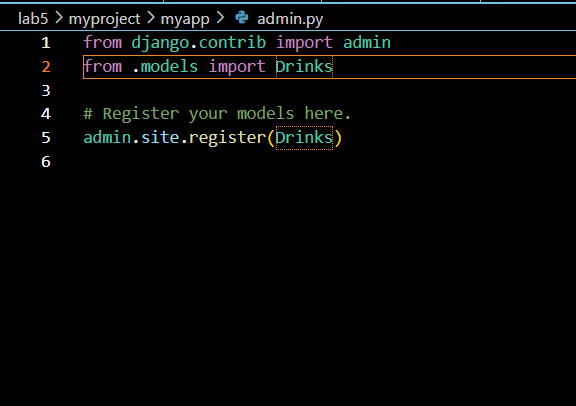 lab5 > myproject > myapp > admin.py
1 from django.contrib import admin
2 from .models import Drinks
3
4 # Register your models here.
5 admin.site.register(Drinks)
6